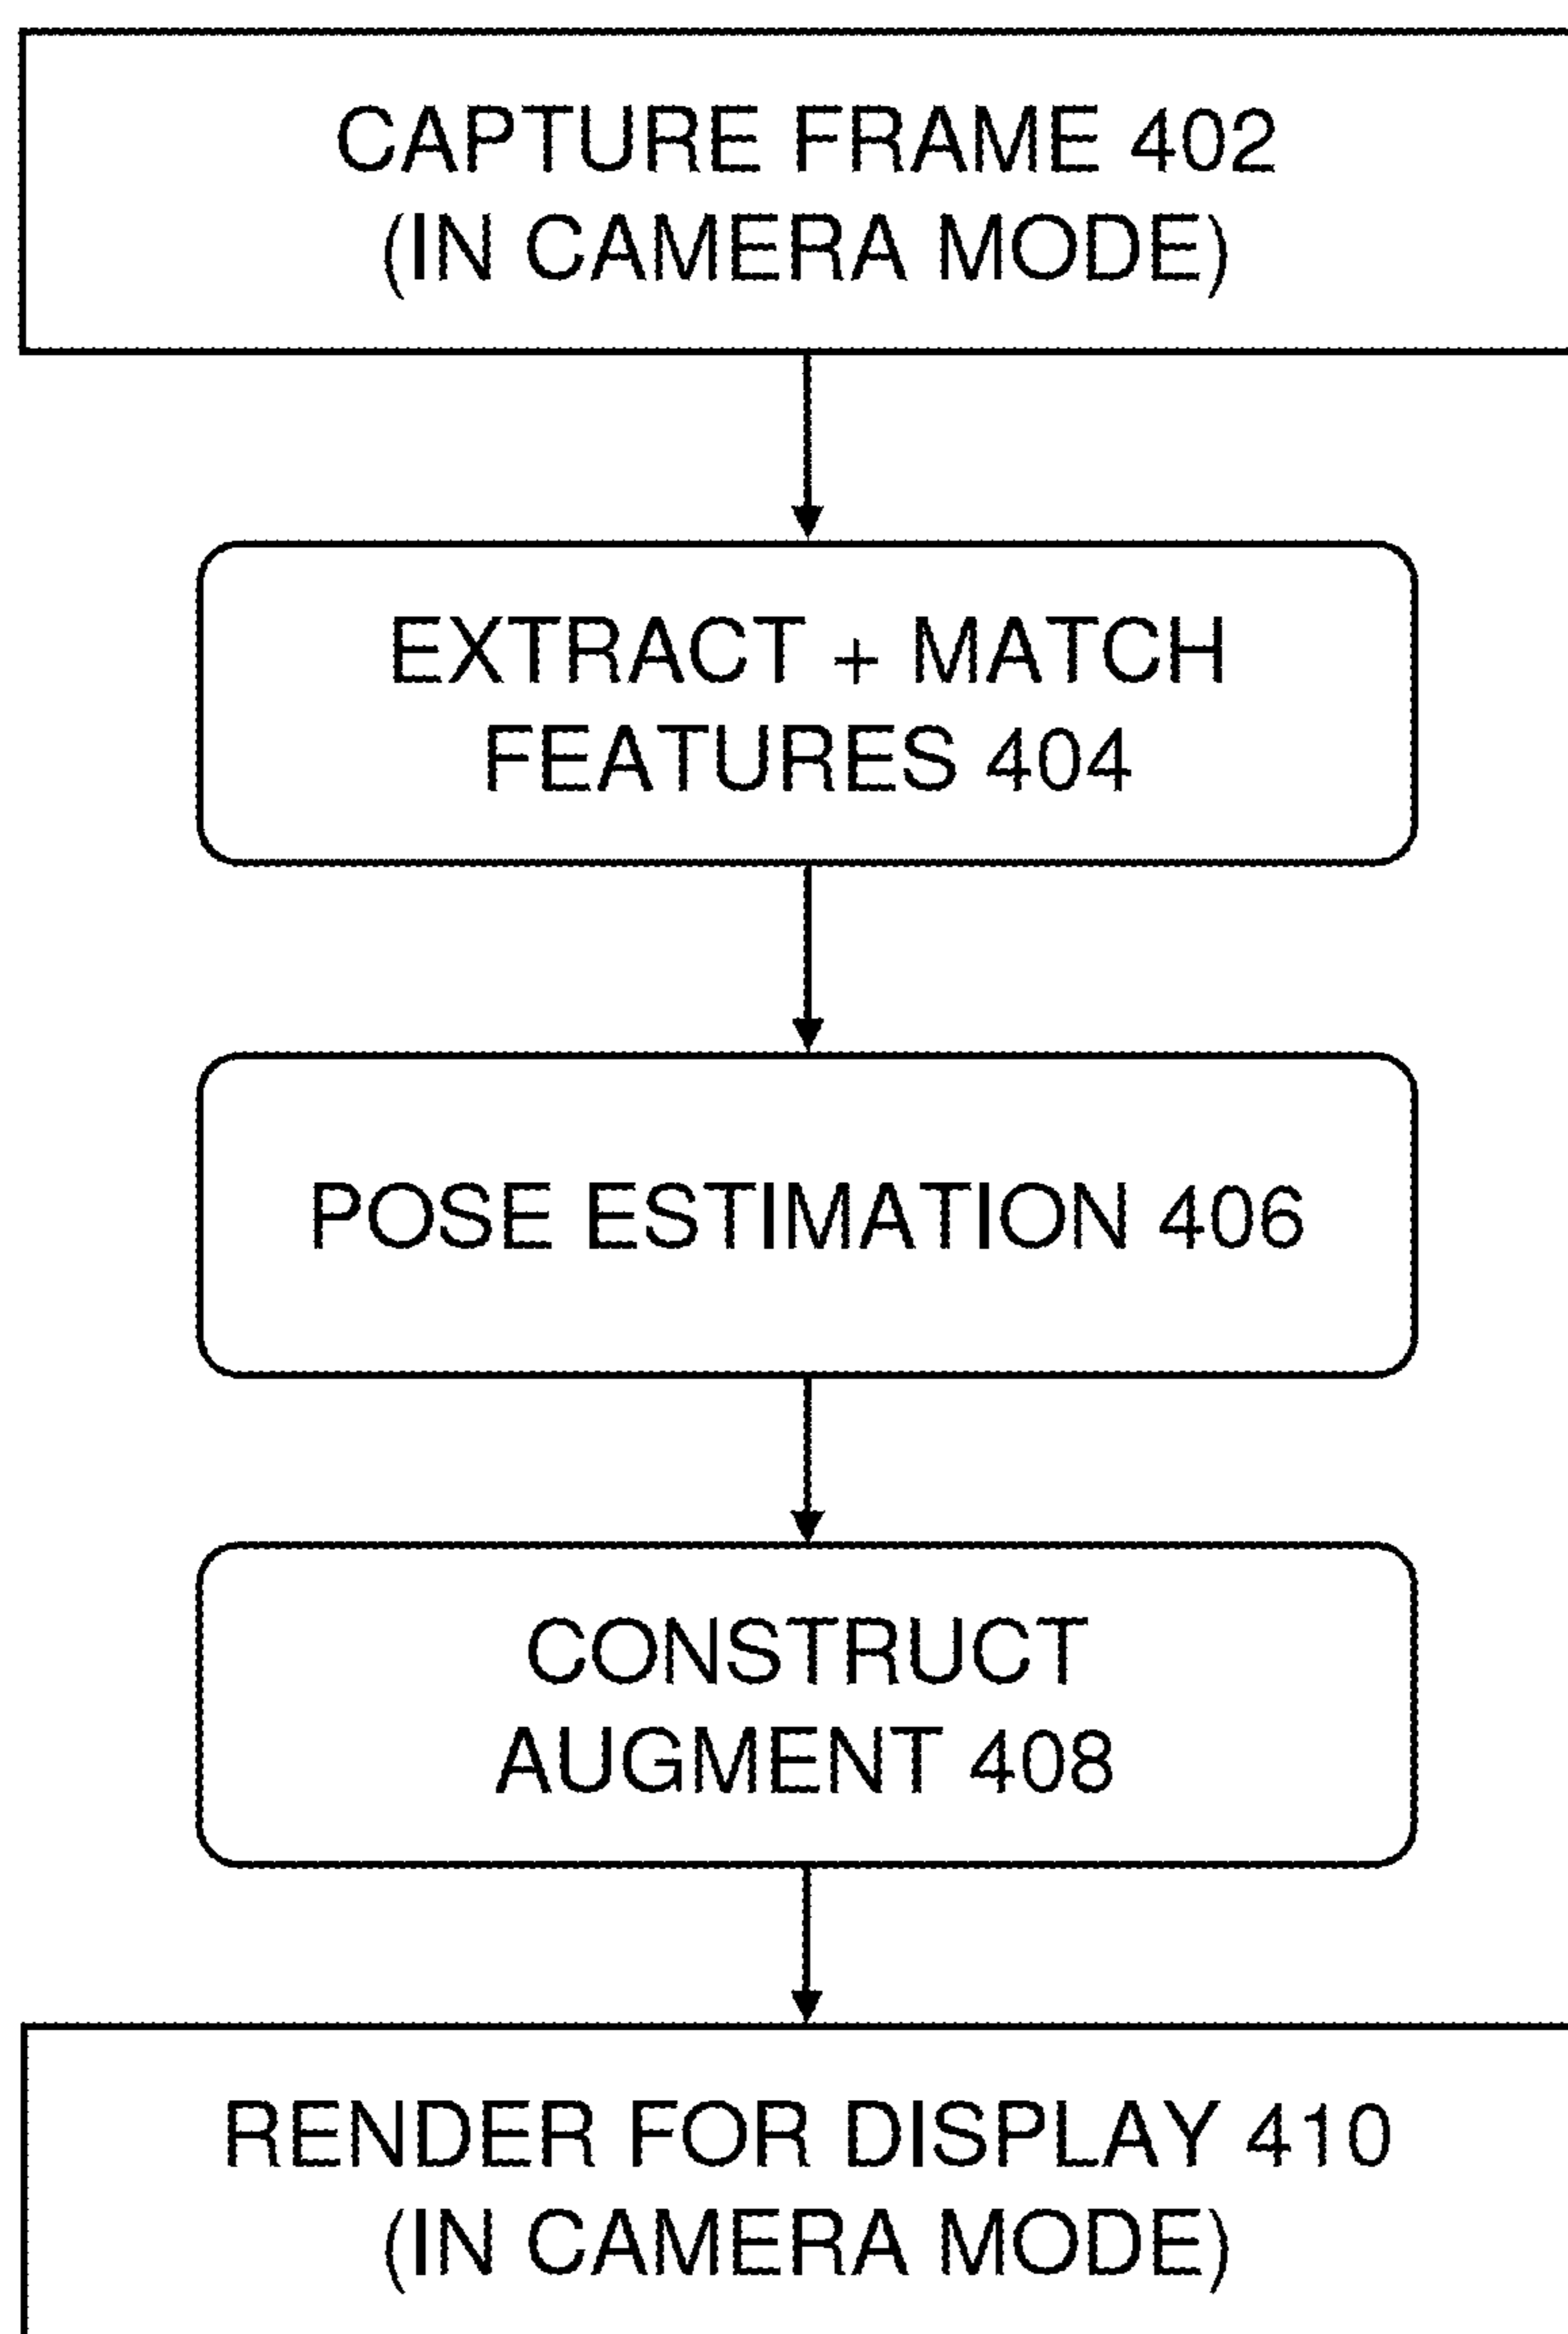 CAPTURE FRAME 402
(IN CAMERA MODE)
EXTRACT + MATCH
FEATURES 404
POSE ESTIMATION 406
CONSTRUCT
AUGMENT 408
RENDER FOR DISPLAY 410
(IN CAMERA MODE)